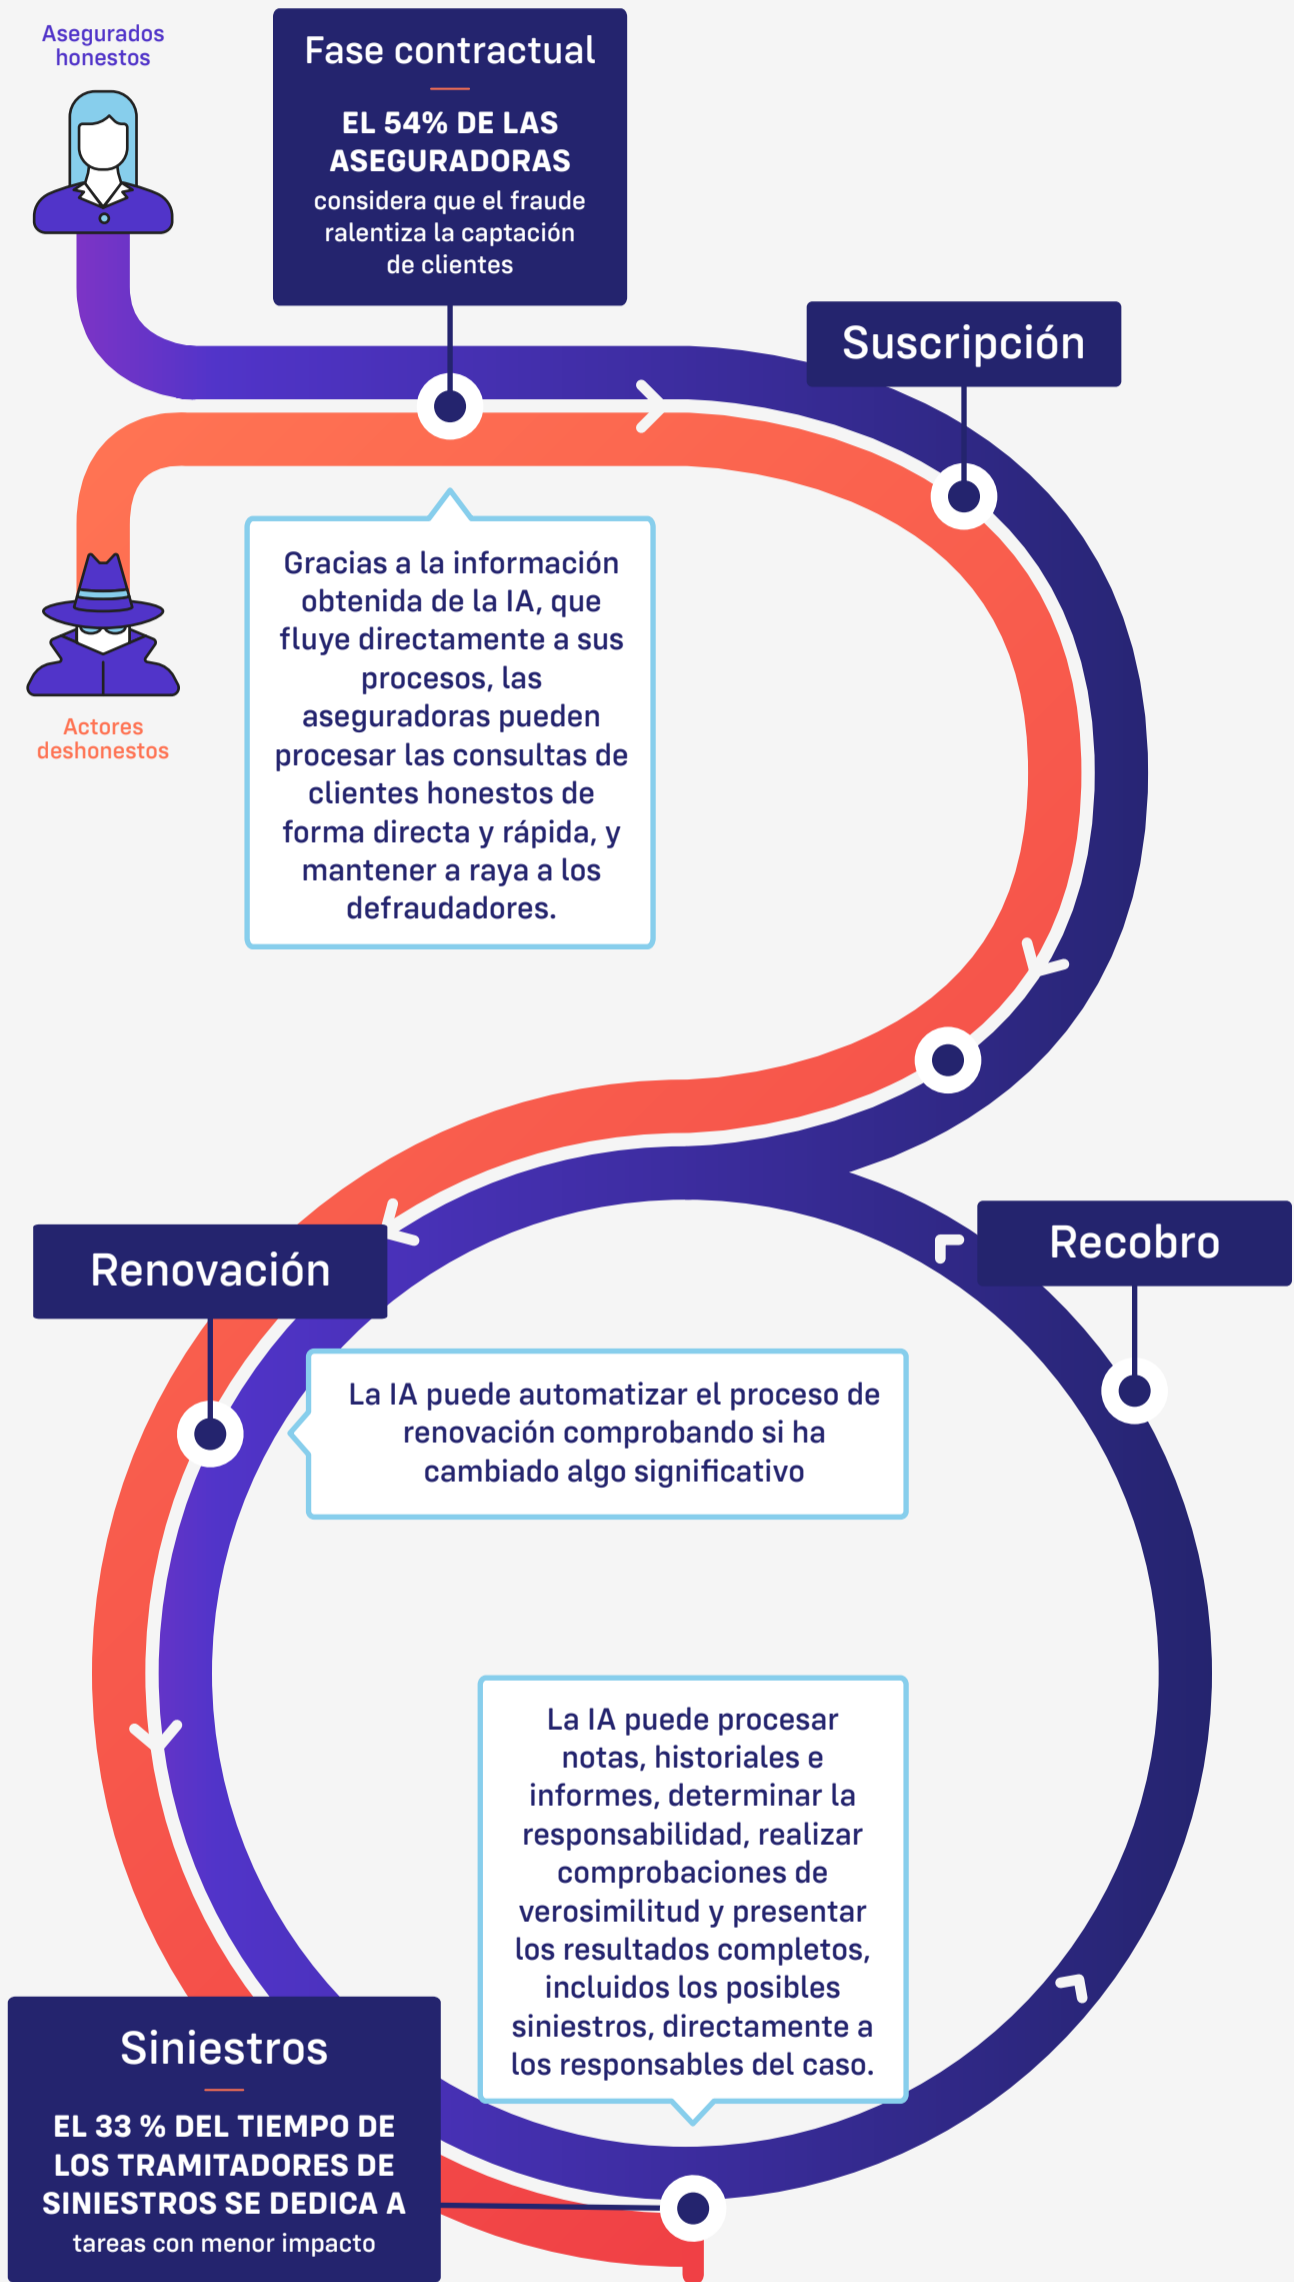 Asegurados
honestos
Fase contractual
EL 54% DE LAS
ASEGURADORAS
considera que el fraude
ralentiza la captación
de clientes
Suscripción
Gracias a la información
obtenida de la IA, que
fluye directamente a sus
procesos, las
aseguradoras pueden
procesar las consultas de
clientes honestos de
forma directa y rápida, y
mantener a raya a los
defraudadores.
Actores
deshonestos
Recobro
Renovación
La IA puede automatizar el proceso de
renovación comprobando si ha
cambiado algo significativo
La IA puede procesar
notas, historiales e
informes, determinar la
responsabilidad, realizar
comprobaciones de
verosimilitud y presentar
los resultados completos,
incluidos los posibles
siniestros, directamente a
los responsables del caso.
Siniestros
EL 33 % DEL TIEMPO DE
LOS TRAMITADORES DE
SINIESTROS SE DEDICA A
tareas con menor impacto